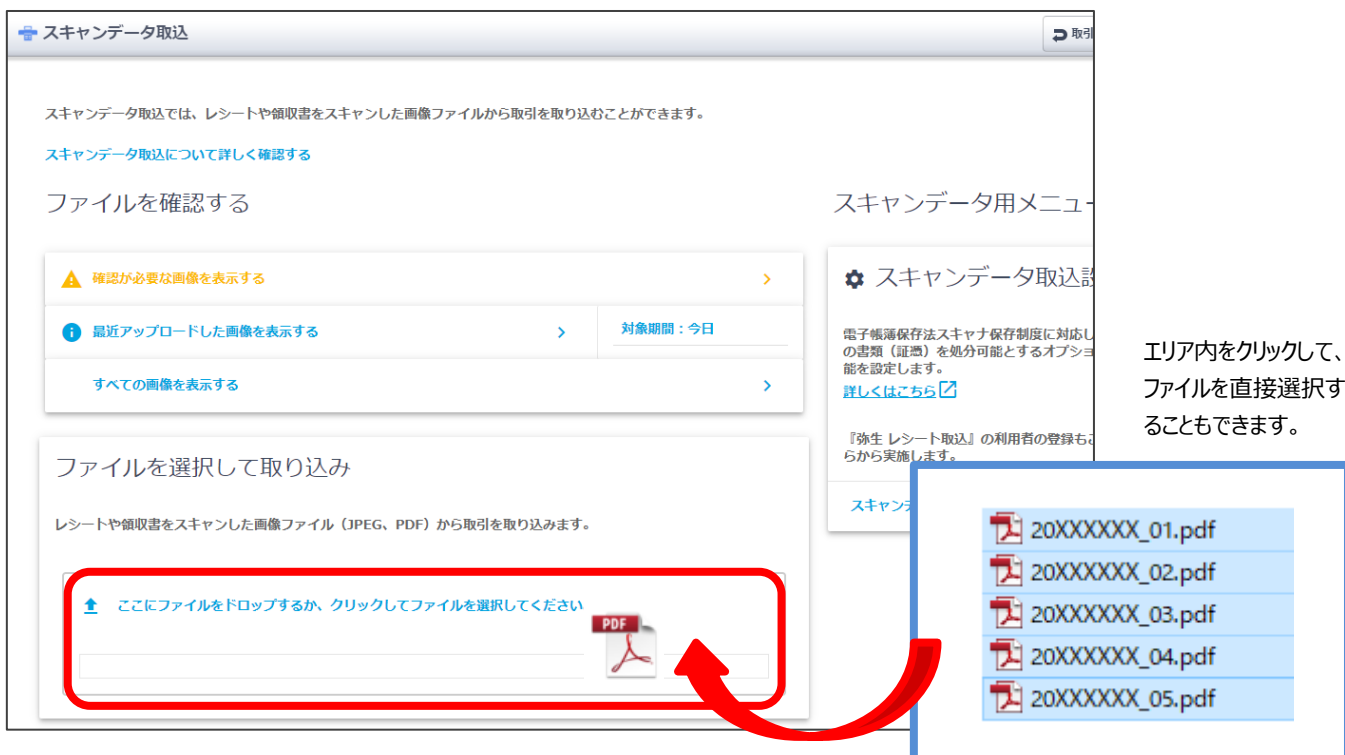 スキャンデータ取込
取引
スキャンデータ取込では、レシートや領収書をスキャンした画像ファイルから取引を取り込むことができます。
スキャンデータ取込について詳しく確認する
ファイルを確認する
確認が必要な画像を表示する
最近アップロードした画像を表示する
対象期間：今日
すべての画像を表示する
ファイルを選択して取り込み
レシートや領収書をスキャンした画像ファイル（JPEG、PDF）から取引を取り込みます。
ここにファイルをドロップするか、クリックしてファイルを選択してください
PDF
スキャンデータ用メニュー
スキャンデータ取込設
電子帳簿保存法スキャナ保存制度に対応し
の書類（証憑）を処分可能とするオプショ
能を設定します。
詳しくはこちら
『弥生 レシート取込』の利用者の登録もこ
らから実施します。
スキャンデ
エリア内をクリックして、
ファイルを直接選択す
ることもできます。
20XXXXXX_01.pdf
20XXXXXX_02.pdf
20XXXXXX_03.pdf
20XXXXXX_04.pdf
20XXXXXX_05.pdf